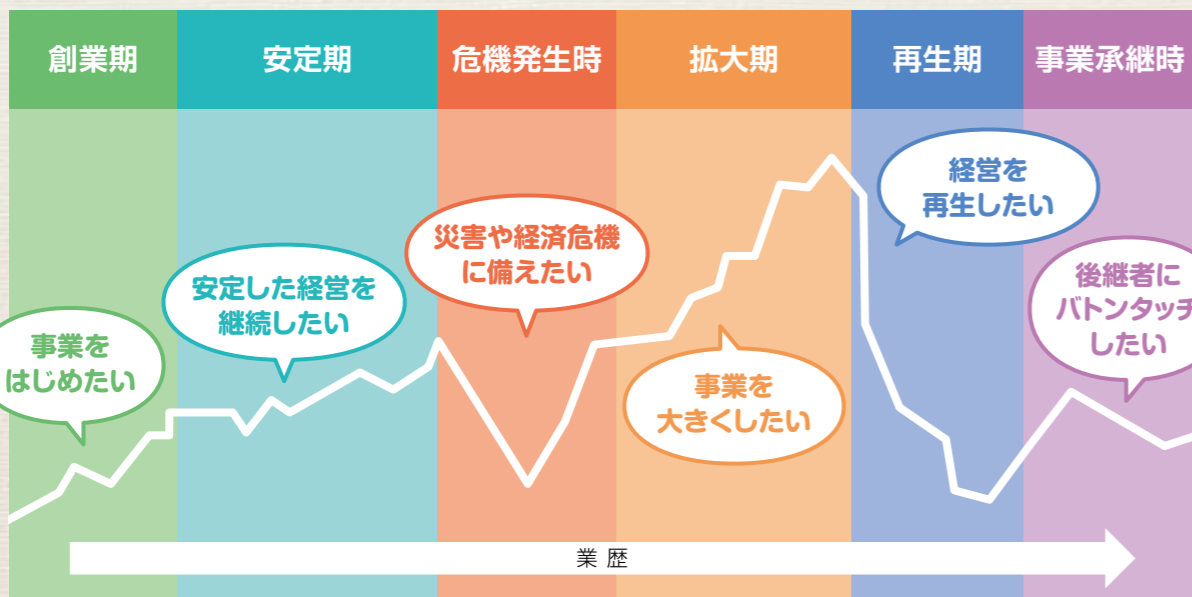 創業期
安定期
危機発生時
拡大期
再生期
事業承継時
事業を
はじめたい
安定した経営を
継続したい
災害や経済危機
に備えたい
事業を
大きくしたい
経営を
再生したい
後継者に
バトンタッチ
したい
業歴